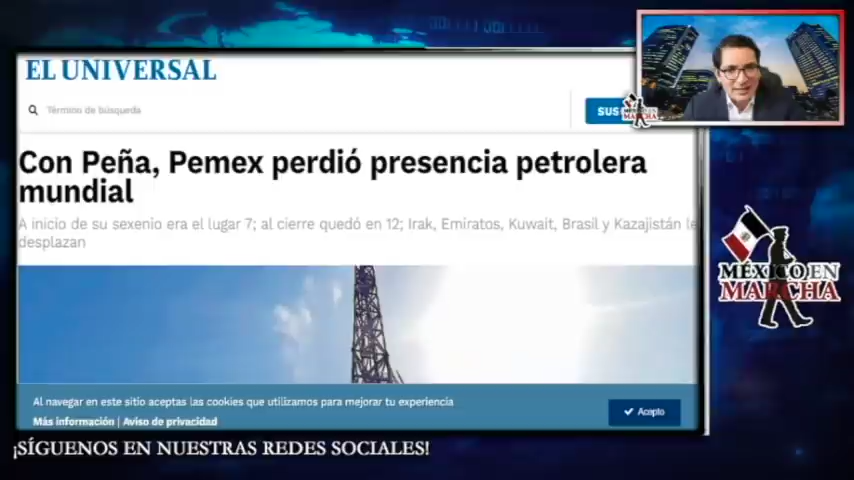 EL UNIVERSAL
Término de búsqueda
SUS
MÉXICO EN
MARCHA
Con Peña, Pemex perdió presencia petrolera
mundial
A inicio de su sexenio era el lugar 7; al cierre quedó en 12; Irak, Emiratos, Kuwait, Brasil y Kazajistán le
desplazan
MÉXICO EN
MARCHA
Al navegar en este sitio aceptas las cookies que utilizamos para mejorar tu experiencia
Más información | Aviso de privacidad
Acepto
¡SÍGUENOS EN NUESTRAS REDES SOCIALES!